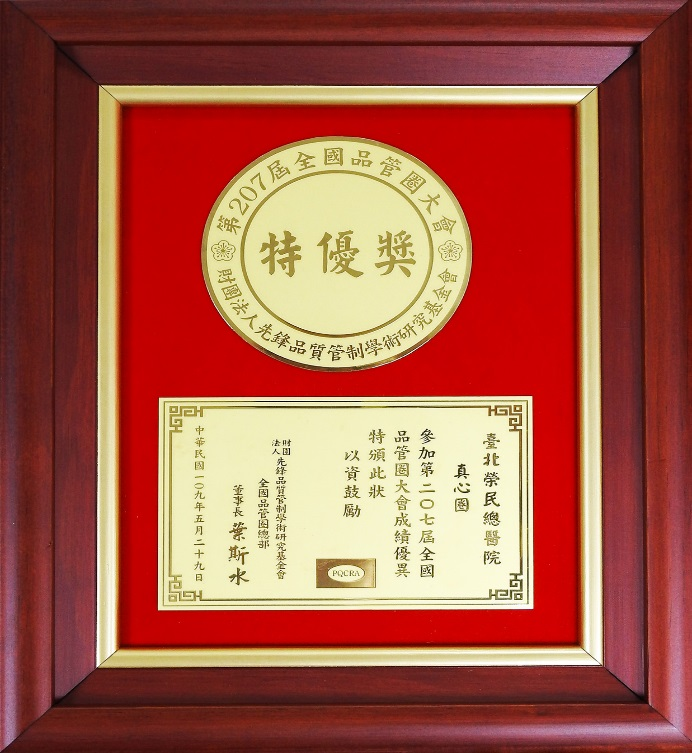 第207屆全國品管圈大會
特優獎
財團法人先鋒品質管制學術研究基金會
臺北榮民總醫院
真心圈
參加第二〇七屆全國
品管圈大會成績優異
特頒此狀
以資鼓勵
PQCRA
財團法人先鋒品質管制學術研究基金會
全國品管圈總部
董事長 葉斯水
中華民國一〇九年五月二十九日